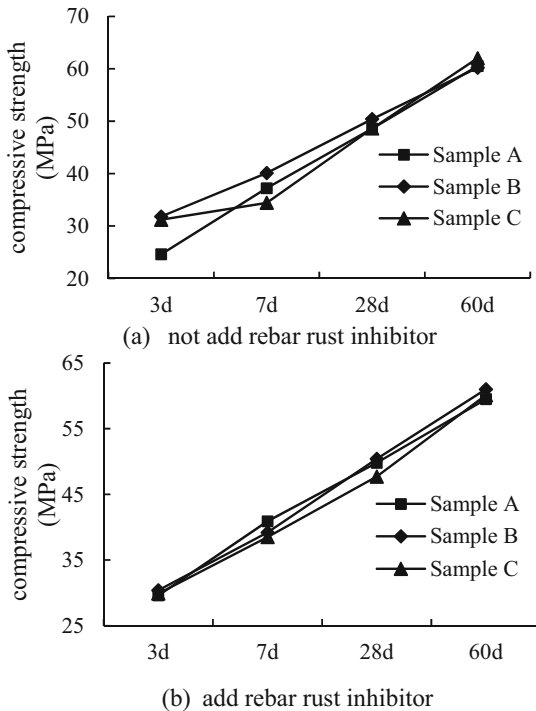 70
60
50
40
30
20
compressive strength
(MPa)
Sample A
Sample B
Sample C
3d 7d 28d 60d
(a) not add rebar rust inhibitor
65
55
45
35
25
compressive strength
(MPa)
Sample A
Sample B
Sample C
3d 7d 28d 60d
(b) add rebar rust inhibitor